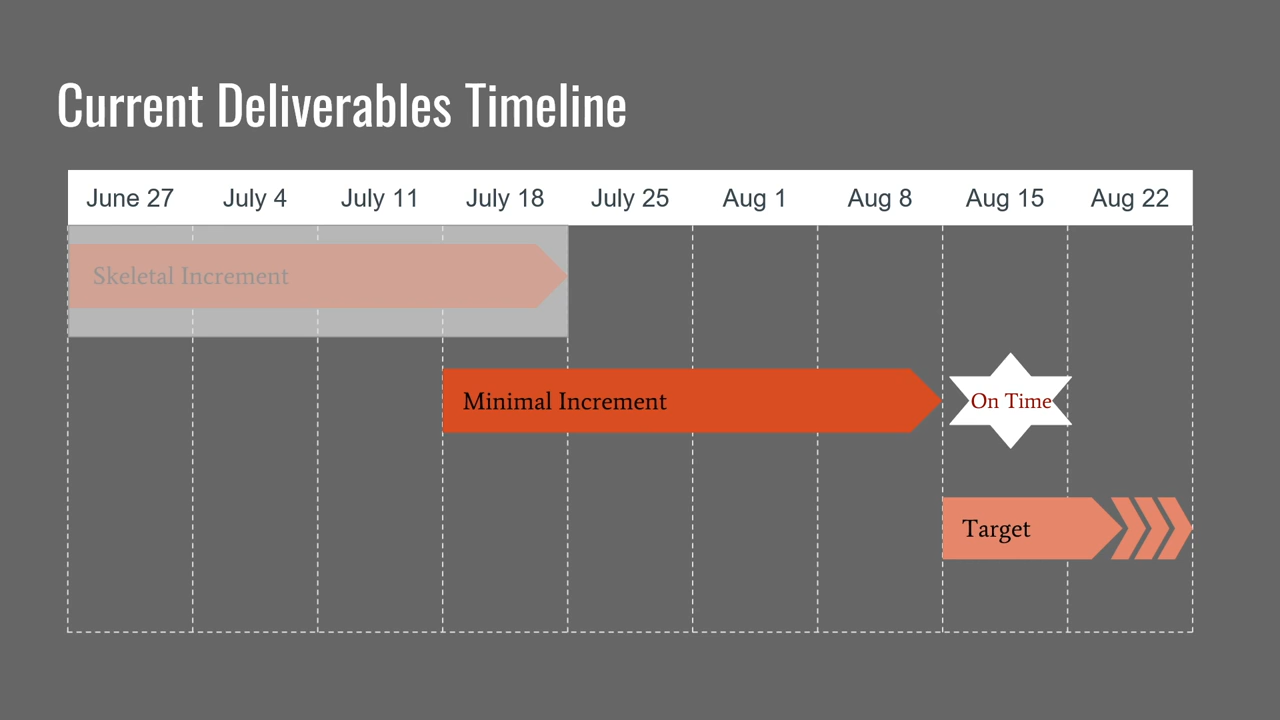 Current Deliverables Timeline
June 27 July 4 July 11 July 18 July 25 Aug 1 Aug 8 Aug 15 Aug 22
Skeletal Increment
Minimal Increment
On Time
Target